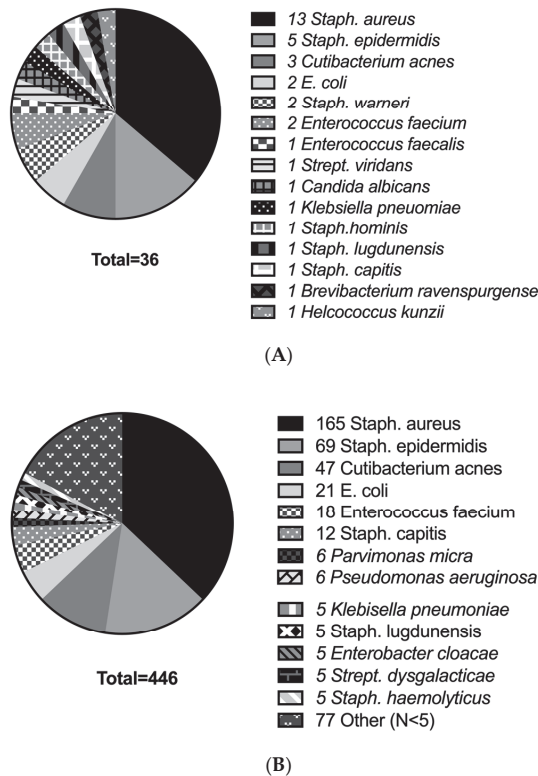 13 Staph. aureus
5 Staph. epidermidis
3 Cutibacterium acnes
2 E. coli
2 Staph. warneri
2 Enterococcus faecium
1 Enterococcus faecalis
1 Strept. viridans
1 Candida albicans
1 Klebsiella pneuomiae
1 Staph.hominis
1 Staph. lugdunensis
1 Staph. capitis
1 Brevibacterium ravenspurgense
1 Helcococcus kunzii
Total=36
(A)
165 Staph. aureus
69 Staph. epidermidis
47 Cutibacterium acnes
21 E. coli
18 Enterococcus faecium
12 Staph. capitis
6 Parvimonas micra
6 Pseudomonas aeruginosa
5 Klebisella pneumoniae
5 Staph. lugdunensis
5 Enterobacter cloacae
5 Strept. dysgalacticae
5 Staph. haemolyticus
77 Other (N<5)
Total=446
(B)